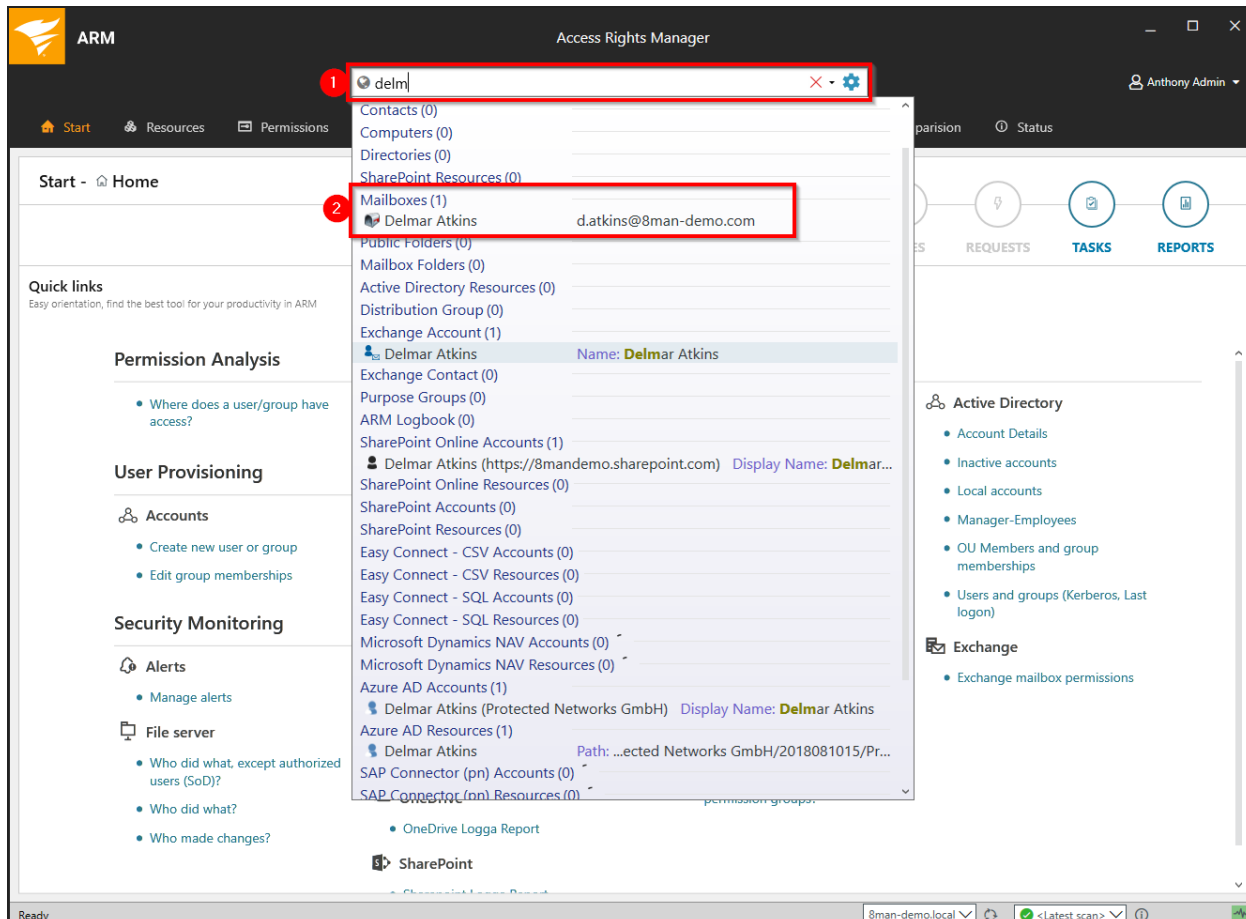 ARM
Access Rights Manager
1
delm
Anthony Admin
Start
Resources
Permissions
parision
Status
Contacts (0)
Computers (0)
Directories (0)
SharePoint Resources (0)
2
Mailboxes (1)
Delmar Atkins d.atkins@8man-demo.com
Public Folders (0)
Mailbox Folders (0)
Active Directory Resources (0)
Distribution Group (0)
Exchange Account (1)
Delmar Atkins Name: Delmar Atkins
Exchange Contact (0)
Purpose Groups (0)
ARM Logbook (0)
SharePoint Online Accounts (1)
Delmar Atkins (https://8mandemo.sharepoint.com) Display Name: Delmar...
SharePoint Online Resources (0)
SharePoint Accounts (0)
SharePoint Resources (0)
Easy Connect - CSV Accounts (0)
Easy Connect - CSV Resources (0)
Easy Connect - SQL Accounts (0)
Easy Connect - SQL Resources (0)
Microsoft Dynamics NAV Accounts (0)
Microsoft Dynamics NAV Resources (0)
Azure AD Accounts (1)
Delmar Atkins (Protected Networks GmbH) Display Name: Delmar Atkins
Azure AD Resources (1)
Delmar Atkins Path: ...ected Networks GmbH/2018081015/Pr...
SAP Connector (pn) Accounts (0)
SAP Connector (pn) Resources (0)
Start - Home
ES
REQUESTS
TASKS
REPORTS
Quick links
Easy orientation, find the best tool for your productivity in ARM
Permission Analysis
Where does a user/group have
access?
User Provisioning
Accounts
Create new user or group
Edit group memberships
Security Monitoring
Alerts
Manage alerts
File server
Who did what, except authorized
users (SoD)?
Who did what?
Who made changes?
OneDrive
OneDrive Logga Report
SharePoint
Sharepoint Logga Report
permission groups?
Active Directory
Account Details
Inactive accounts
Local accounts
Manager-Employees
OU Members and group
memberships
Users and groups (Kerberos, Last
logon)
Exchange
Exchange mailbox permissions
Ready
8man-demo.local
<Latest scan>